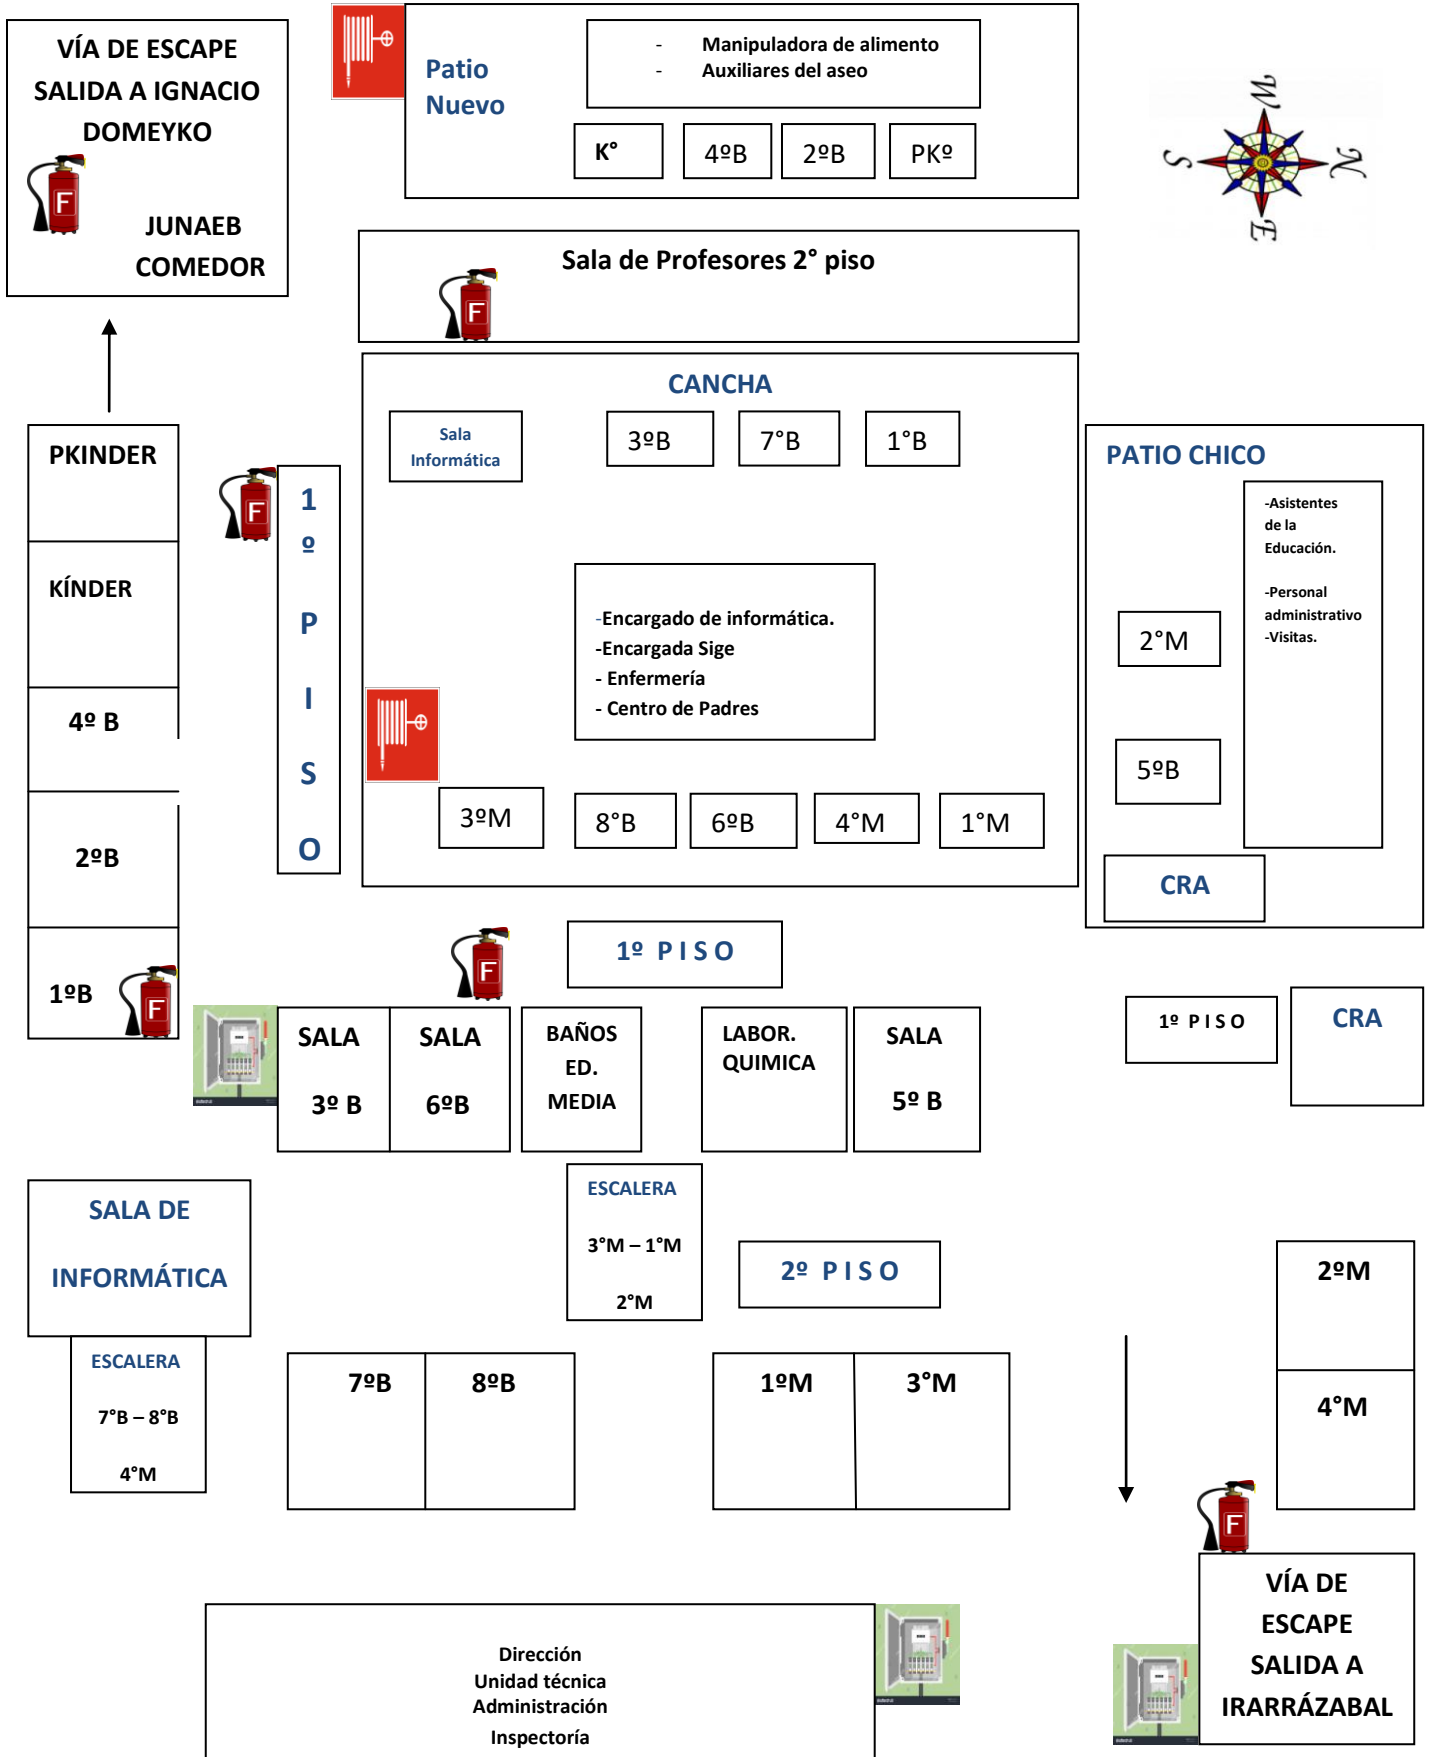 VÍA DE ESCAPE
SALIDA A IGNACIO
DOMEYKO
F
JUNAEB
COMEDOR
Patio
Nuevo
- Manipuladora de alimento
- Auxiliares del aseo
K°
4ºB
2ºB
PKº
W
S
N
E
Sala de Profesores 2° piso
F
CANCHA
Sala
Informática
3ºB
7°B
1°B
PKINDER
KÍNDER
4º B
2ºB
1ºB
F
F
1
º
P
I
S
O
-Encargado de informática.
-Encargada Sige
- Enfermería
- Centro de Padres
3ºM
8°B
6ºB
4°M
1°M
PATIO CHICO
-Asistentes
de la
Educación.
-Personal
administrativo
-Visitas.
2°M
5ºB
CRA
F
1º P I S O
SALA
3º B
SALA
6ºB
BAÑOS
ED.
MEDIA
LABOR.
QUIMICA
SALA
5º B
1º P I S O
CRA
SALA DE
INFORMÁTICA
ESCALERA
3°M – 1°M
2°M
2º P I S O
ESCALERA
7°B – 8°B
4°M
7ºB
8ºB
1ºM
3°M
2ºM
4°M
F
VÍA DE
ESCAPE
SALIDA A
IRARRÁZABAL
Dirección
Unidad técnica
Administración
Inspectoría